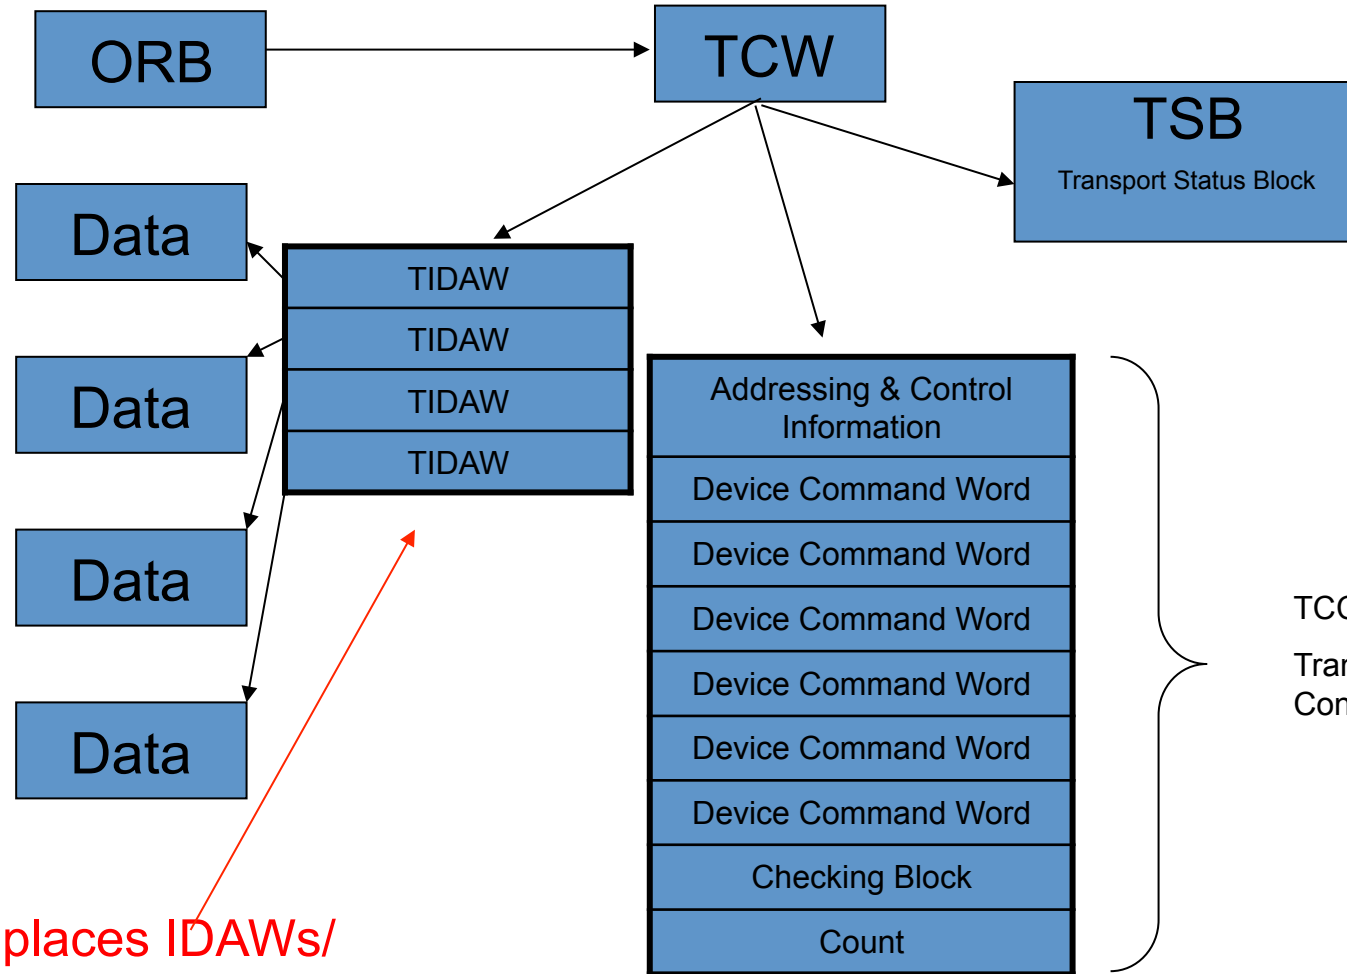 ORB
TCW
TSB
Transport Status Block
Data
Data
Data
Data
TIDAW
TIDAW
TIDAW
TIDAW
Addressing & Control
Information
Device Command Word
Device Command Word
Device Command Word
Device Command Word
Device Command Word
Device Command Word
Checking Block
Count
places IDAWs/